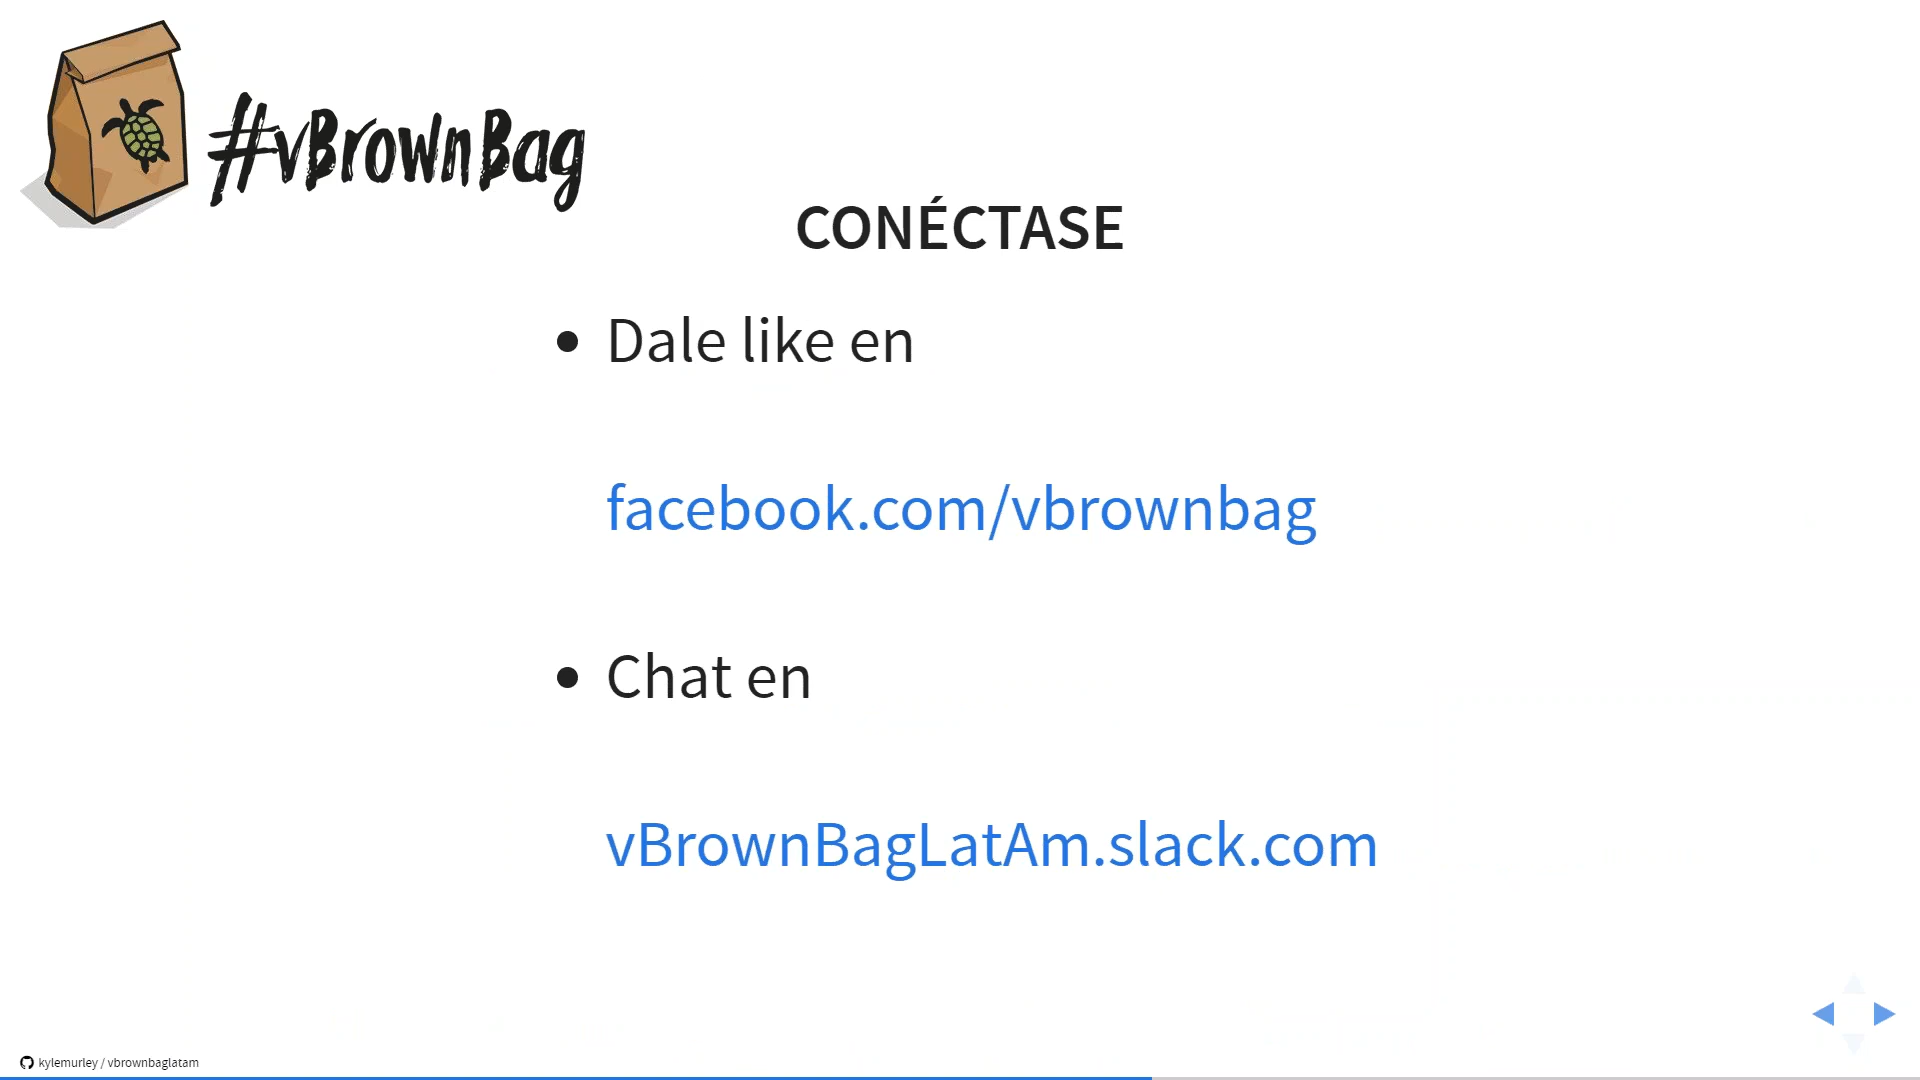 #vBrownBag
CONÉCTASE
Dale like en
facebook.com/vbrownbag
Chat en
vBrownBagLatAm.slack.com
kylemurley / vbrownbaglatam